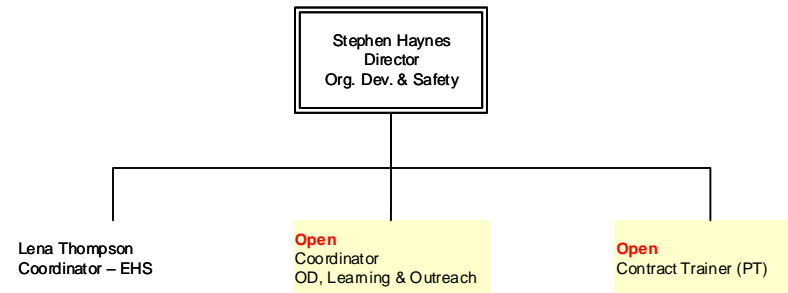 Stephen Haynes
Director
Org. Dev. & Safety
Lena Thompson
Coordinator – EHS
Open
Coordinator
OD, Learning & Outreach
Open
Contract Trainer (PT)